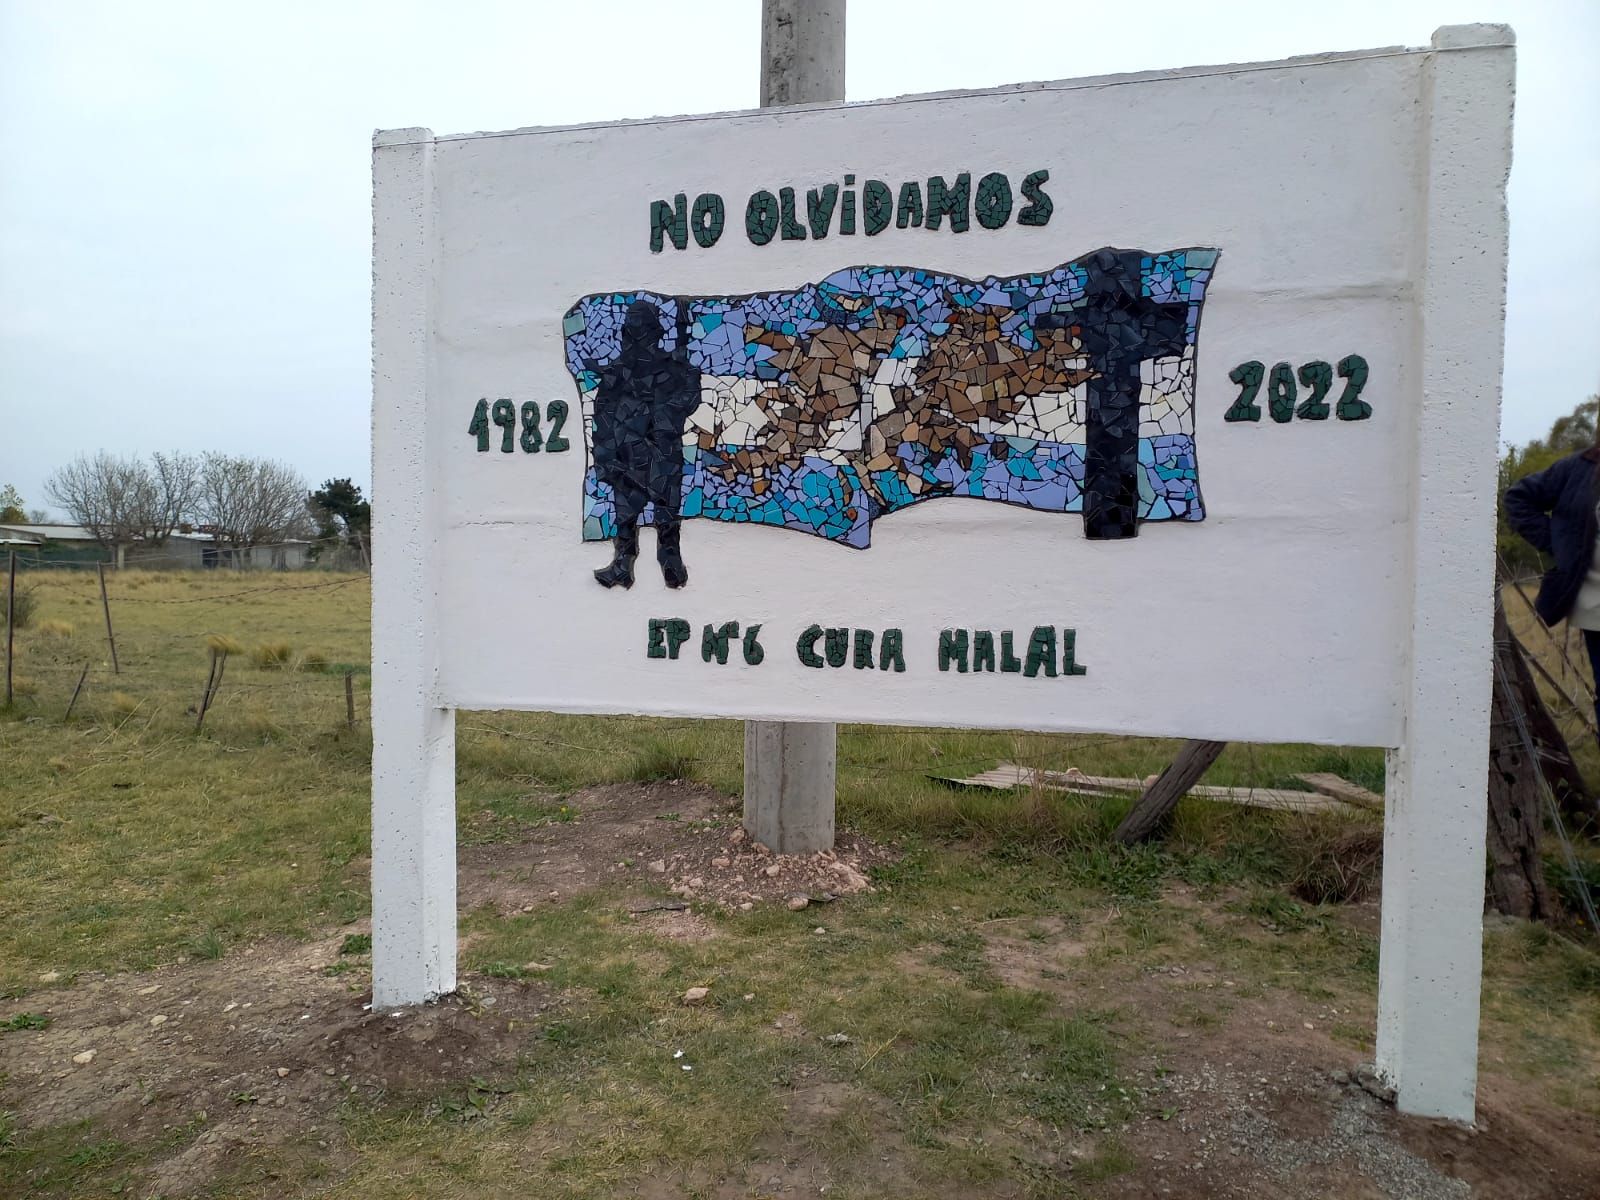 NO OLViDAMOS
1982
2022
EP Nº6 CURA MALAL